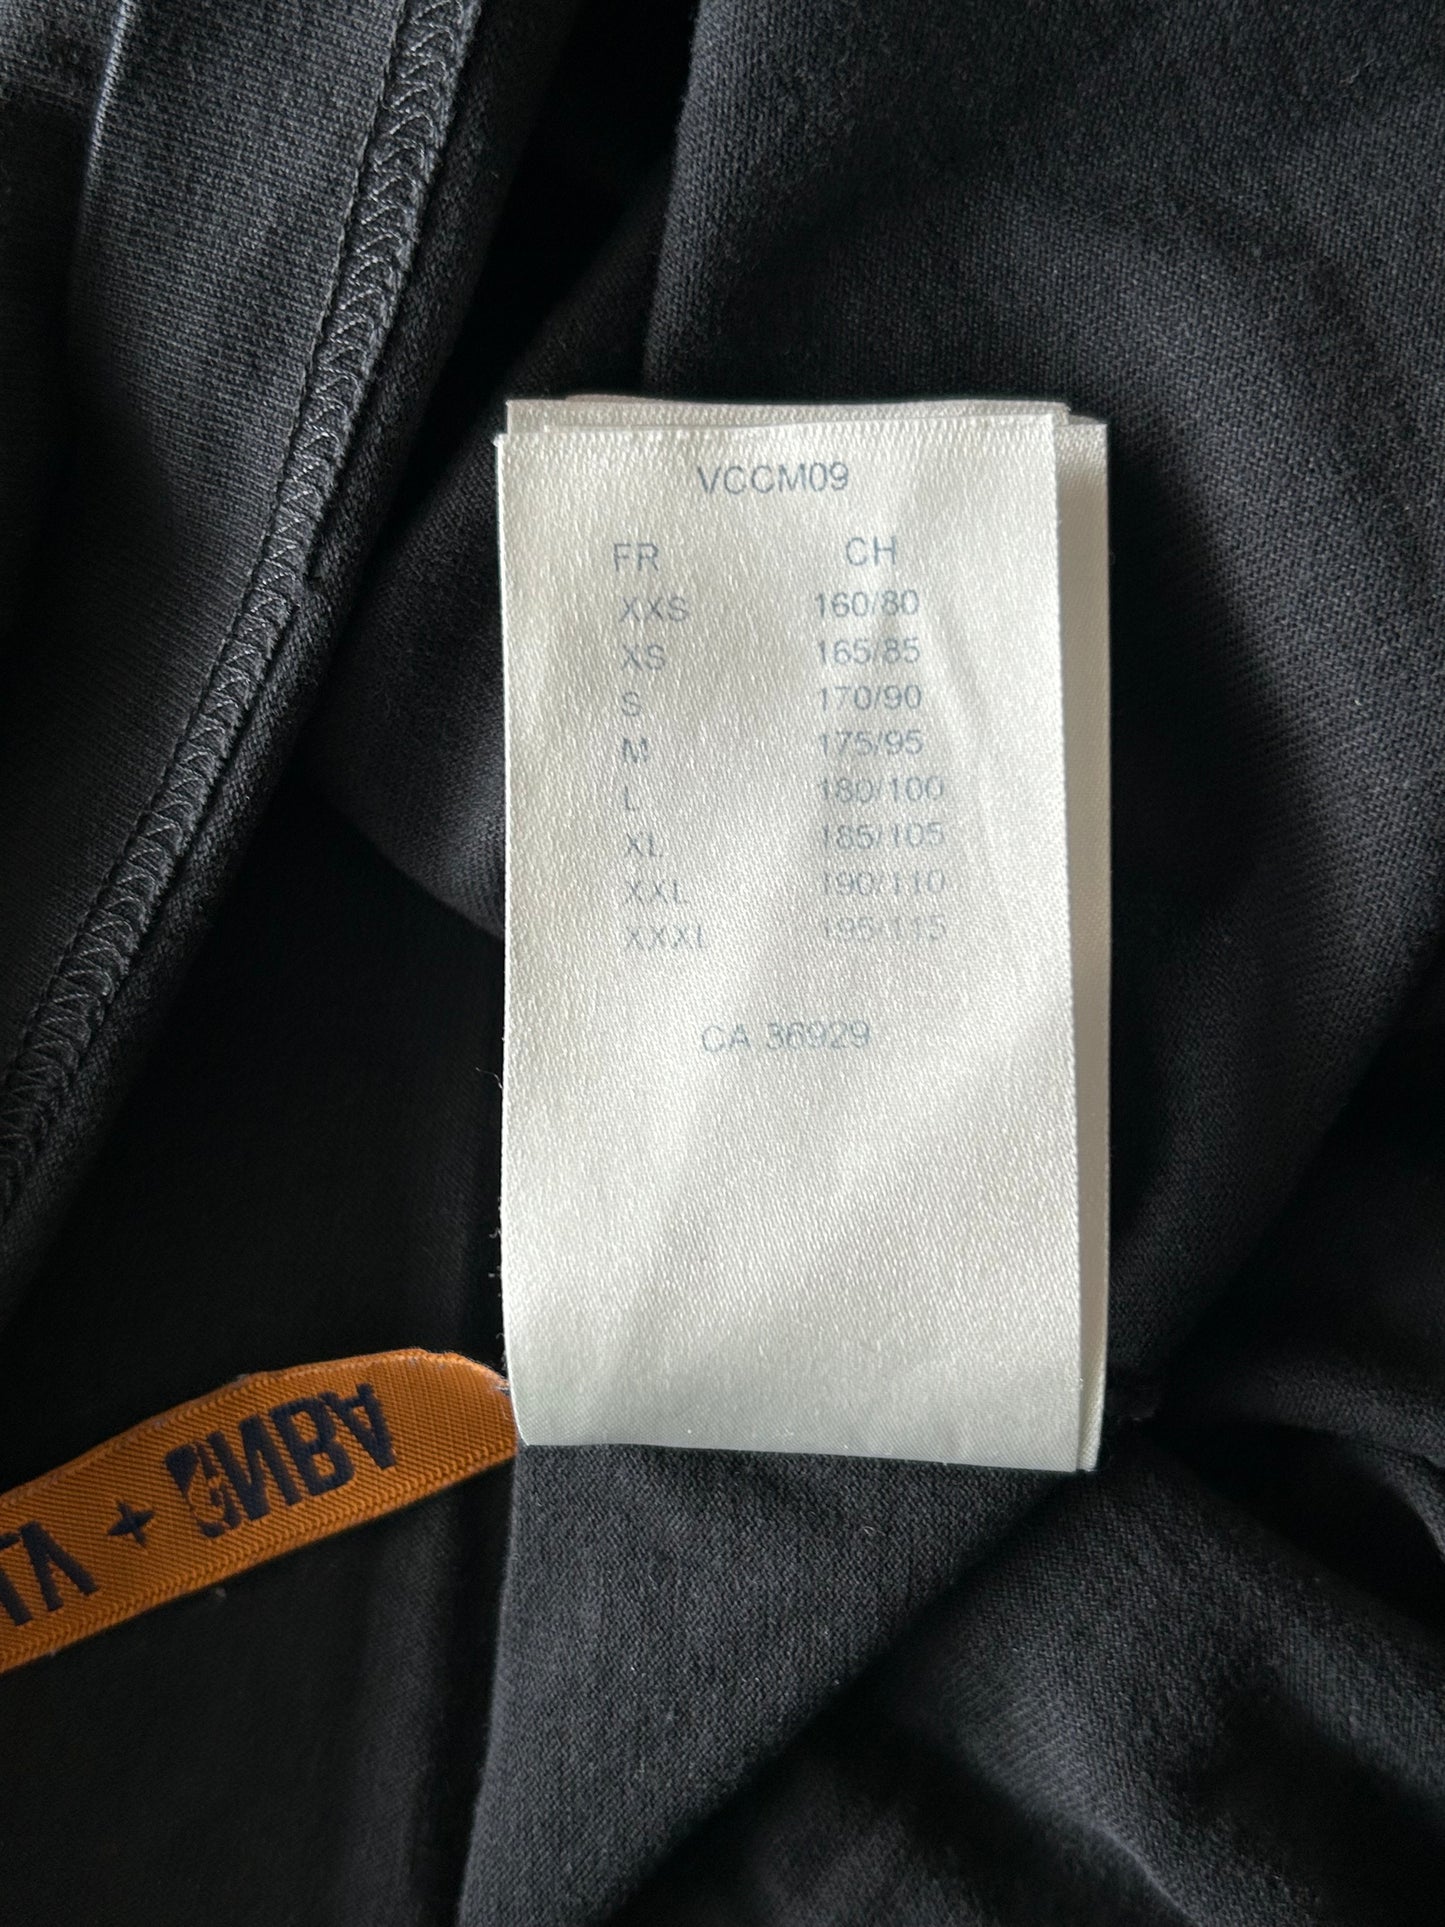 VCCM09
FR CH
XXS 160/80
XS 165/85
S 170/90
M 175/95
L 180/100
XL 185/105
XXL 190/110
XXXL 195/115
CA 36929
NBA
+